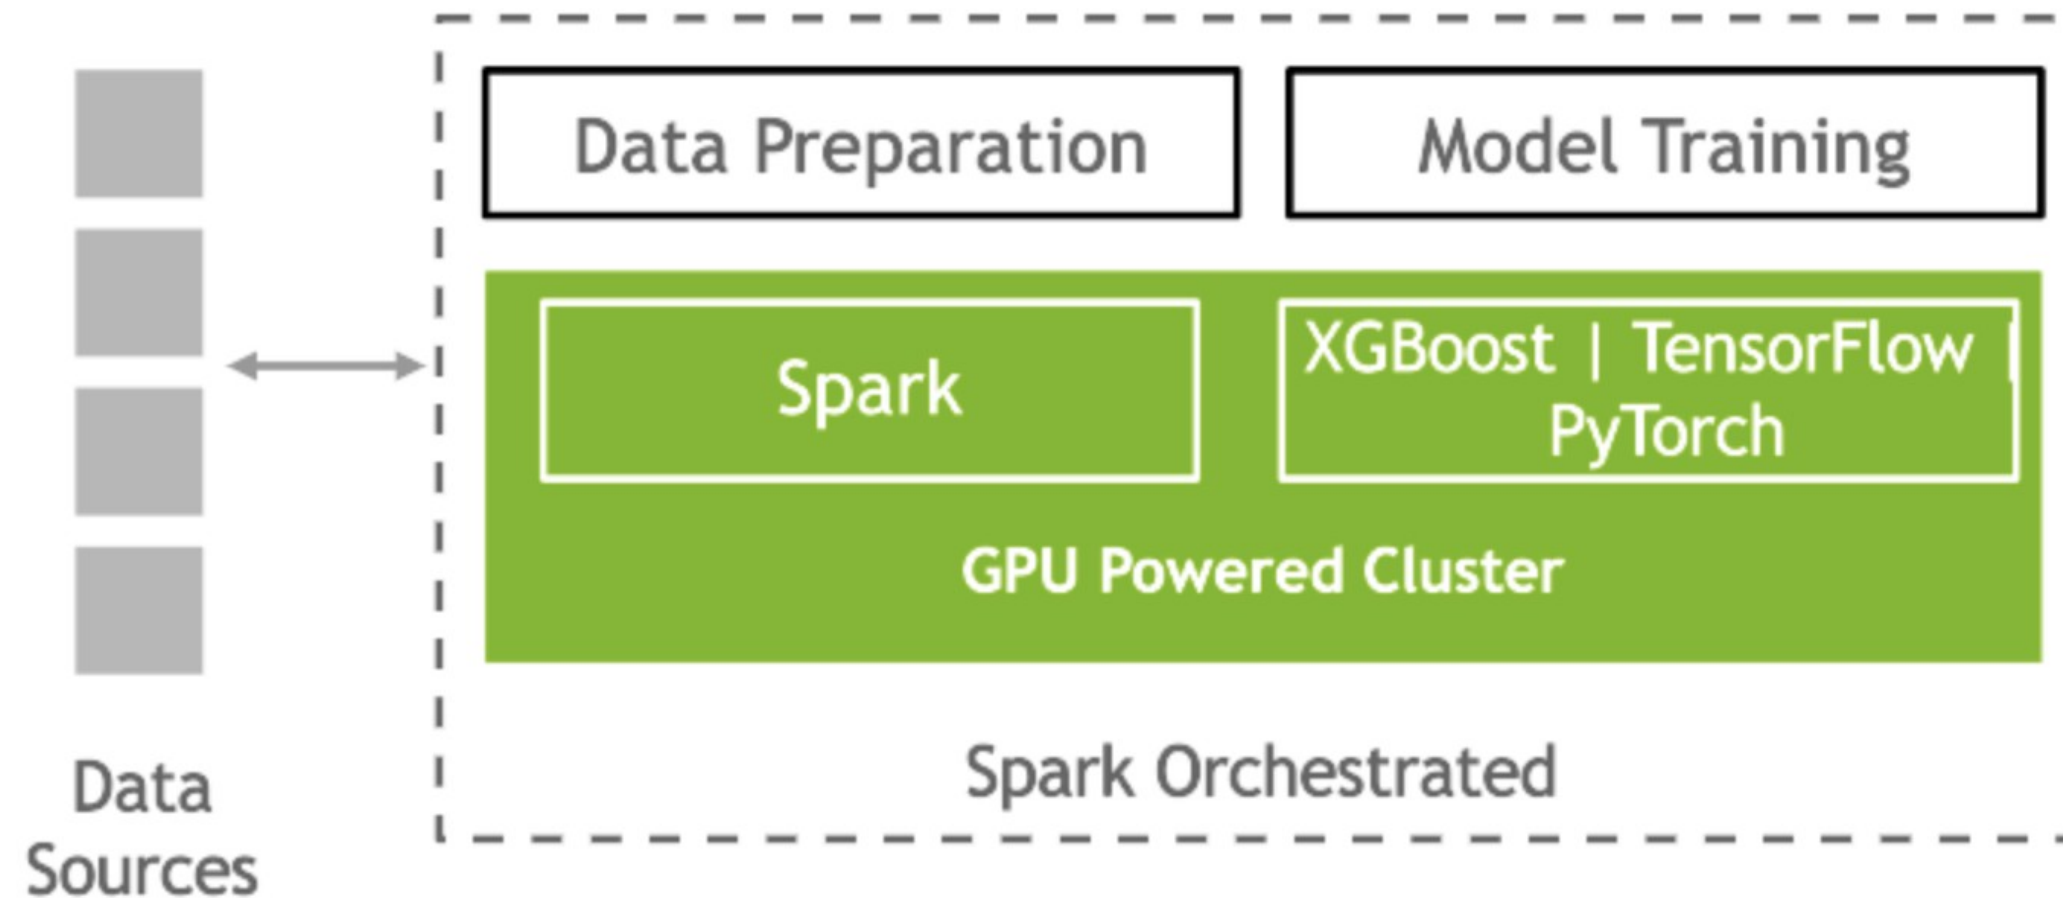 Data Preparation
Model Training
Spark
XGBoost | TensorFlow |
PyTorch
GPU Powered Cluster
Spark Orchestrated
Data
Sources